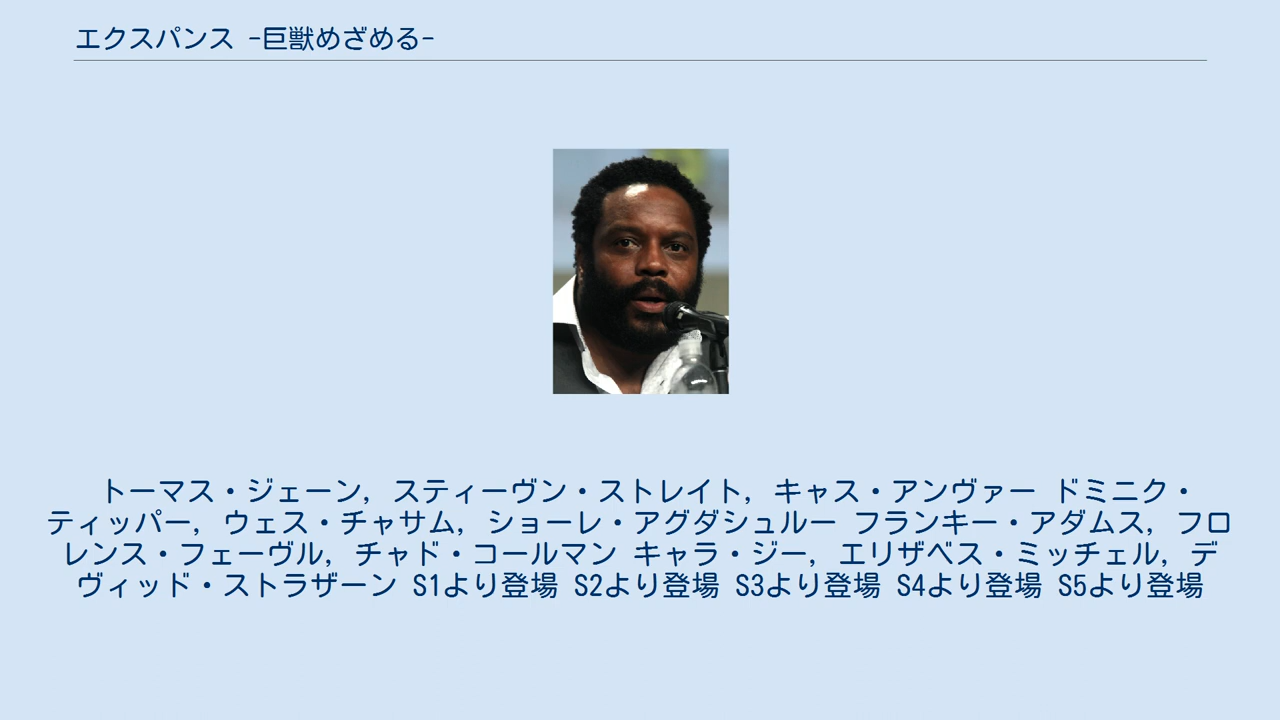 エクスパンス -巨獣めざめる-
トーマス・ジェーン, スティーヴン・ストレイト, キャス・アンヴァー ドミニク・
ティッパー, ウェス・チャサム, ショーレ・アグダシュルー フランキー・アダムス, フロ
レンス・フェーヴル, チャド・コールマン キャラ・ジー, エリザベス・ミッチェル, デ
ヴィッド・ストラザーン S1より登場 S2より登場 S3より登場 S4より登場 S5より登場